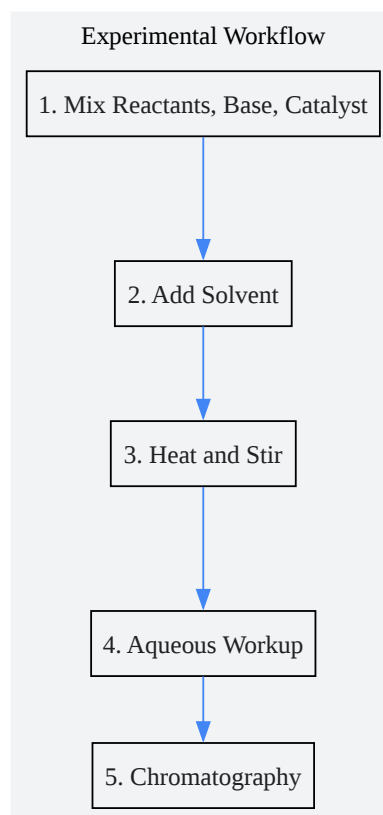 Experimental Workflow
1. Mix Reactants, Base, Catalyst
2. Add Solvent
3. Heat and Stir
4. Aqueous Workup
5. Chromatography